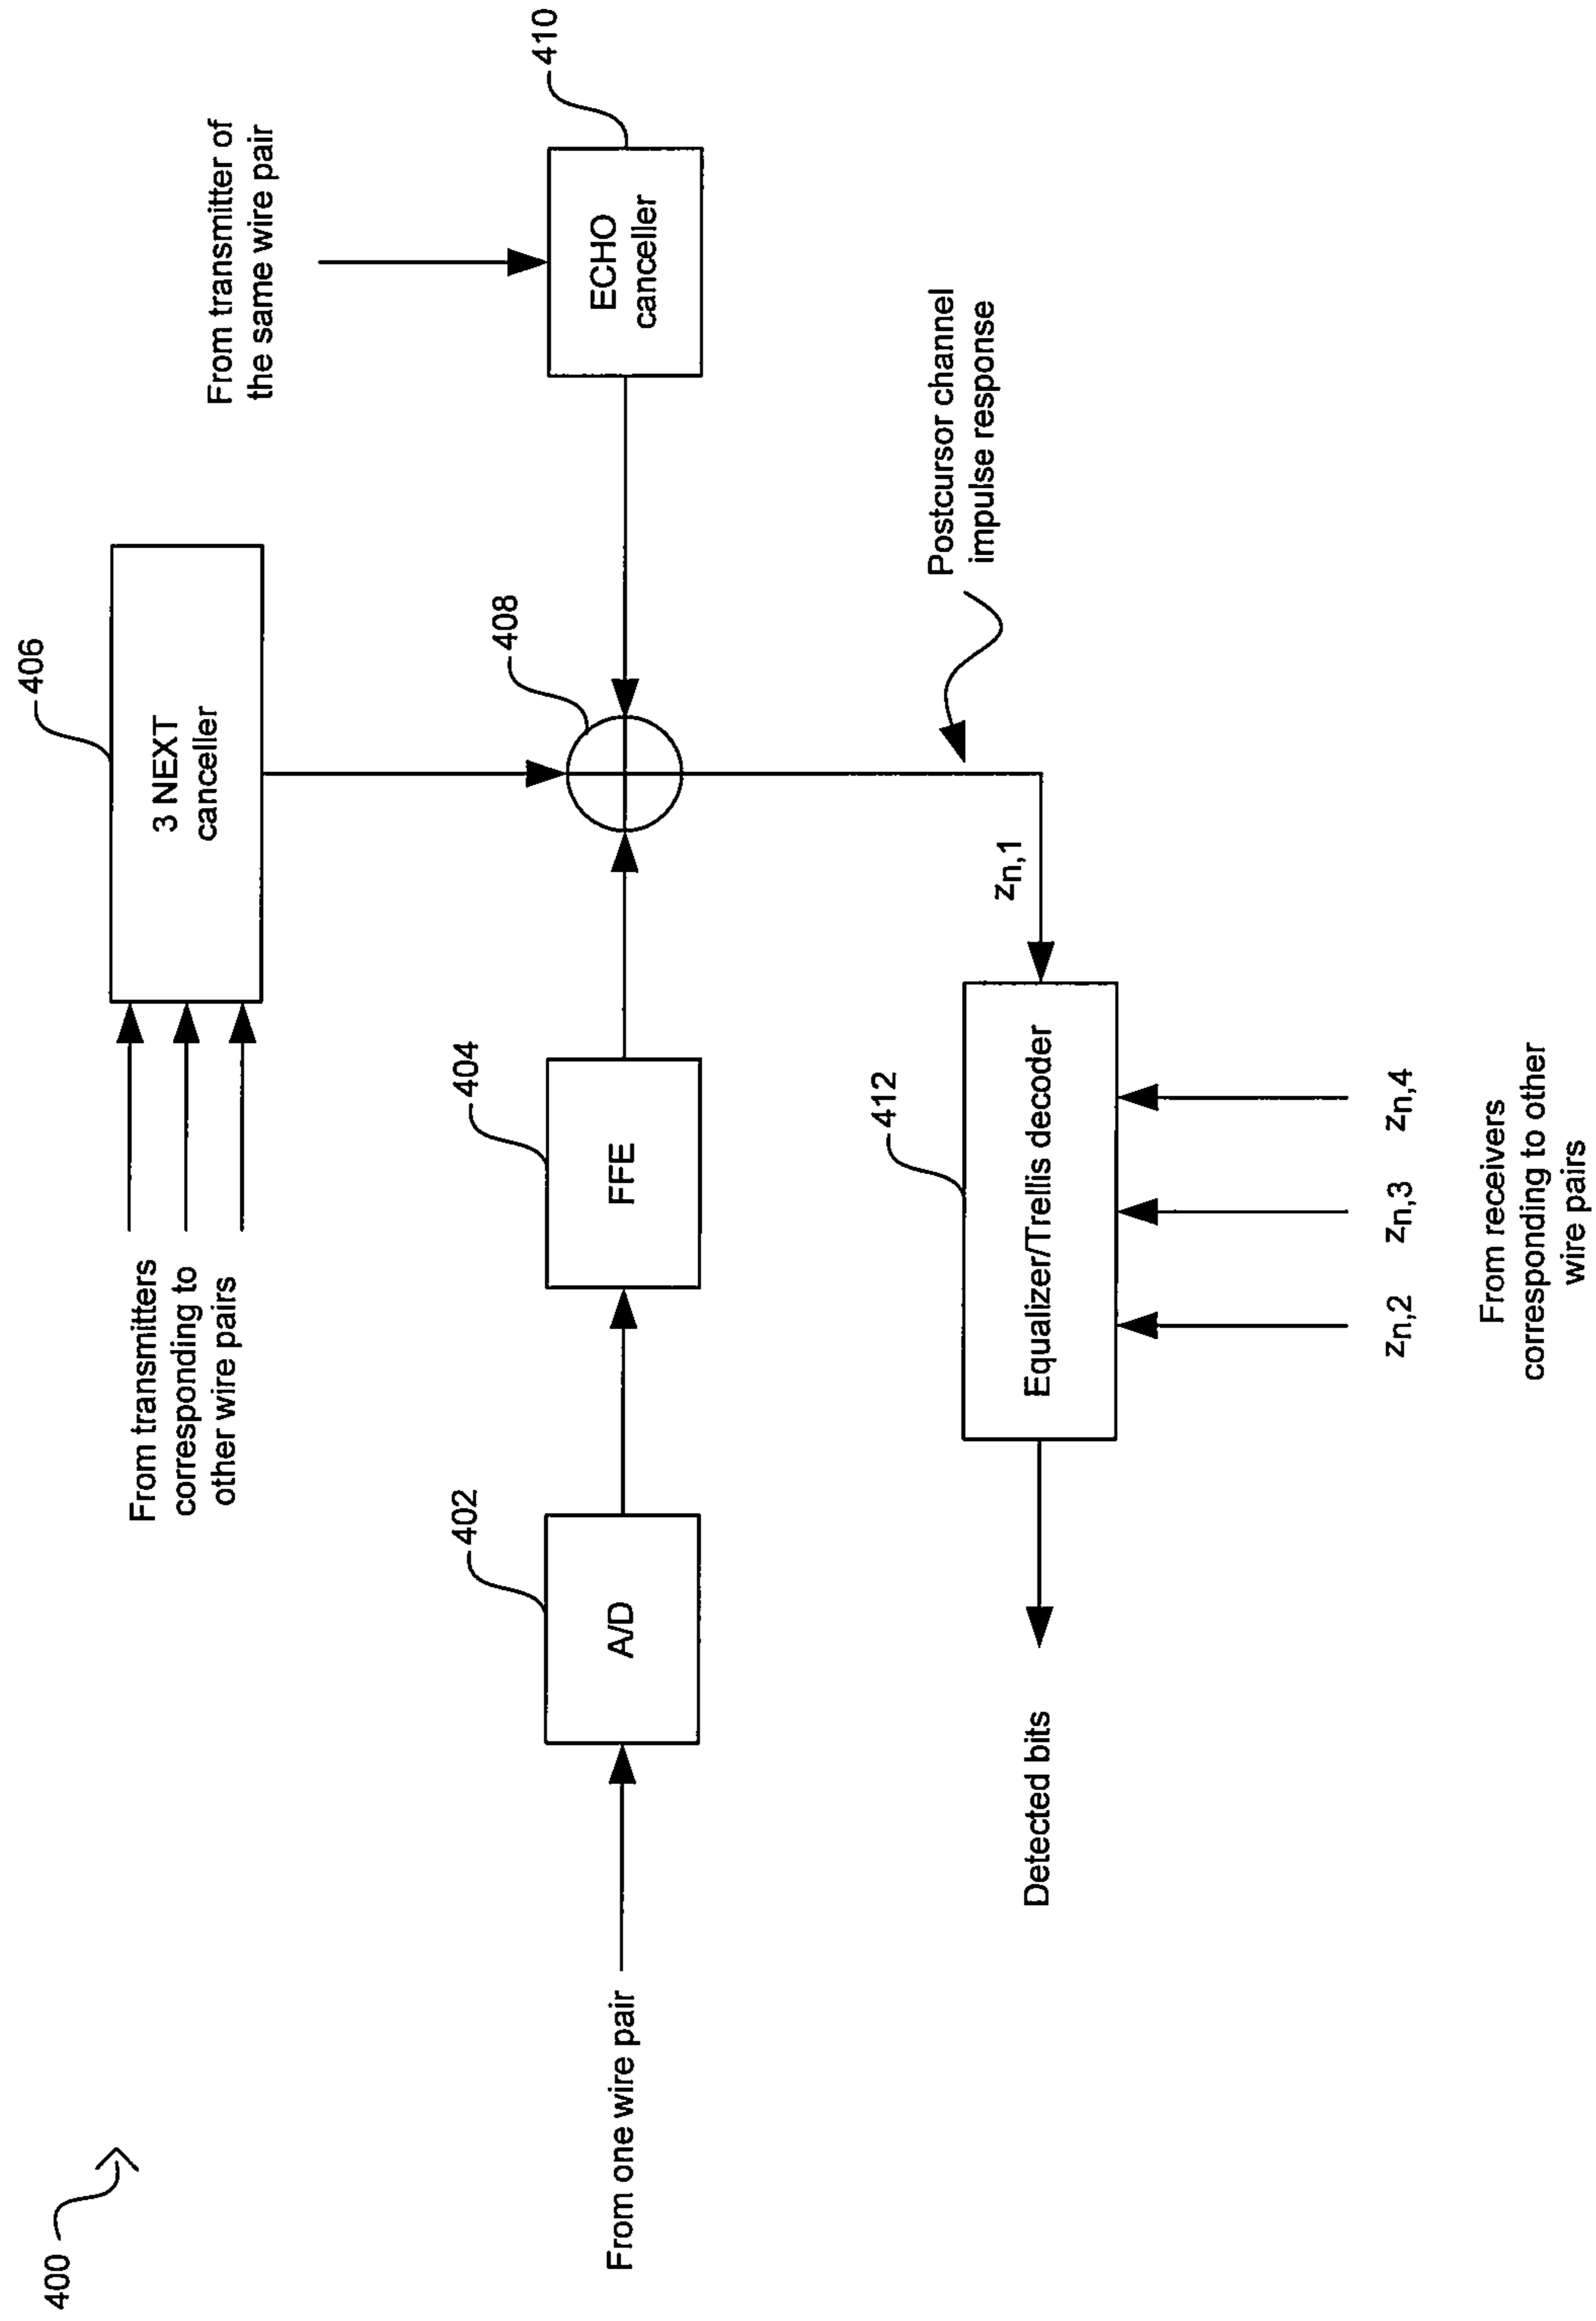 400
From transmitters
corresponding to
other wire pairs
406
3 NEXT
canceller
From transmitter of
the same wire pair
From one wire pair
402
A/D
404
FFE
408
410
ECHO
canceller
Postcursor channel
impulse response
zn,1
412
Equalizer/Trellis decoder
Detected bits
zn,2
zn,3
zn,4
From receivers
corresponding to other
wire pairs